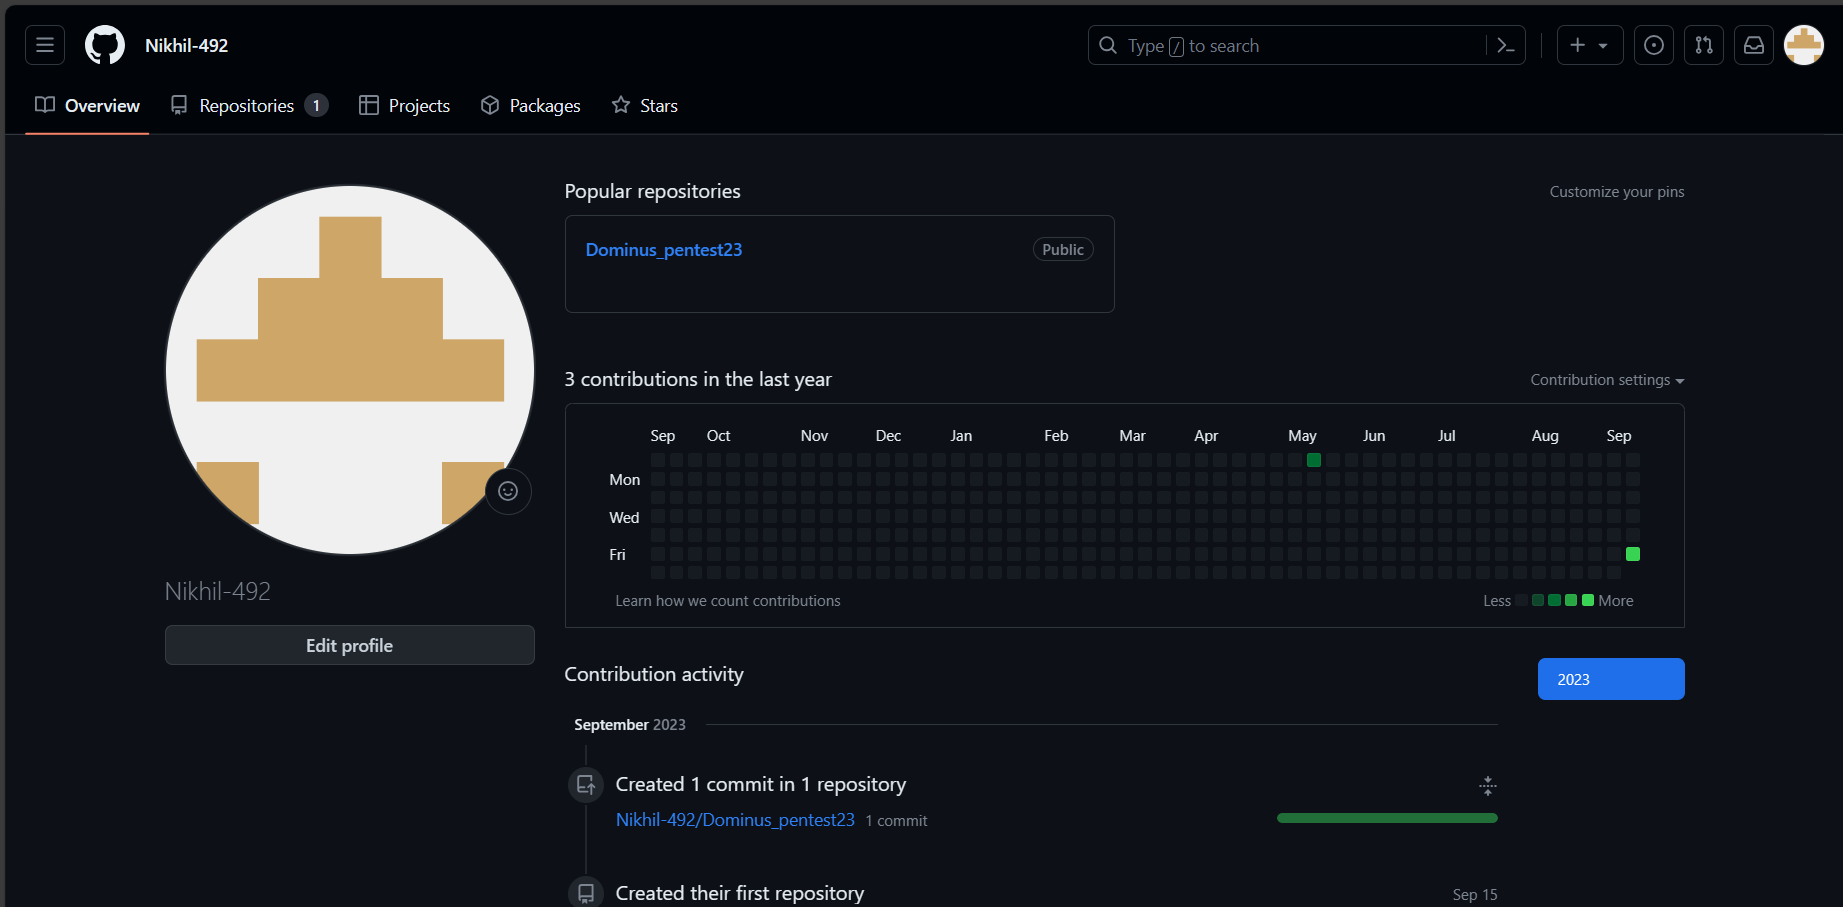 Nikhil-492
Type / to search
Overview Repositories 1 Projects Packages Stars
Popular repositories
Customize your pins
Dominus_pentest23 Public
3 contributions in the last year
Contribution settings
Sep Oct Nov Dec Jan Feb Mar Apr May Jun Jul Aug Sep
Mon
Wed
Fri
Learn how we count contributions
Less More
Nikhil-492
Edit profile
Contribution activity
2023
September 2023
Created 1 commit in 1 repository
Nikhil-492/Dominus_pentest23 1 commit
Created their first repository
Sep 15